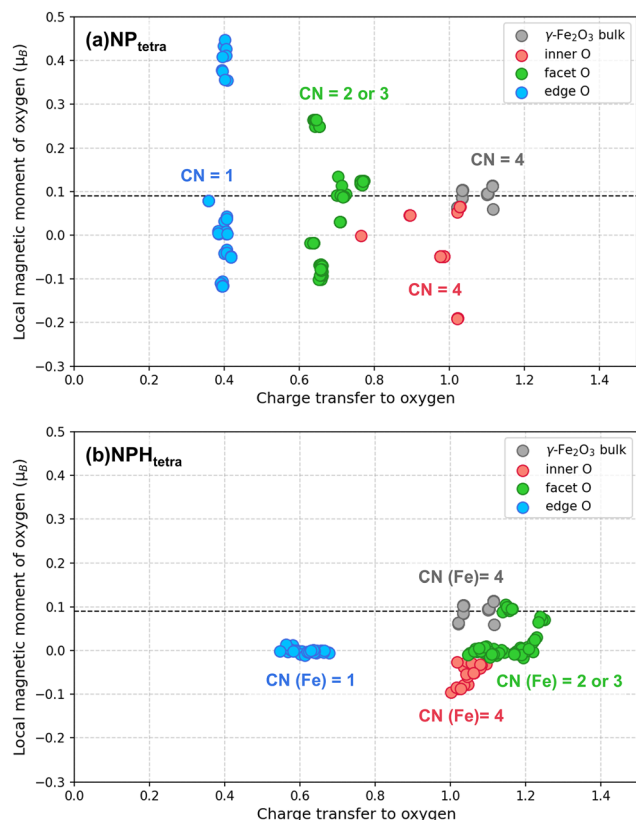 (a)NPtetra
γ-Fe2O3 bulk
inner O
facet O
edge O
CN = 2 or 3
CN = 1
CN = 4
CN = 4
Local magnetic moment of oxygen (μB)
0.5
0.4
0.3
0.2
0.1
0.0
−0.1
−0.2
−0.3
0.0 0.2 0.4 0.6 0.8 1.0 1.2 1.4
Charge transfer to oxygen
(b)NPHtetra
γ-Fe2O3 bulk
inner O
facet O
edge O
CN (Fe)= 4
CN (Fe) = 1
CN (Fe) = 2 or 3
CN (Fe)= 4
Local magnetic moment of oxygen (μB)
0.5
0.4
0.3
0.2
0.1
0.0
−0.1
−0.2
−0.3
0.0 0.2 0.4 0.6 0.8 1.0 1.2 1.4
Charge transfer to oxygen